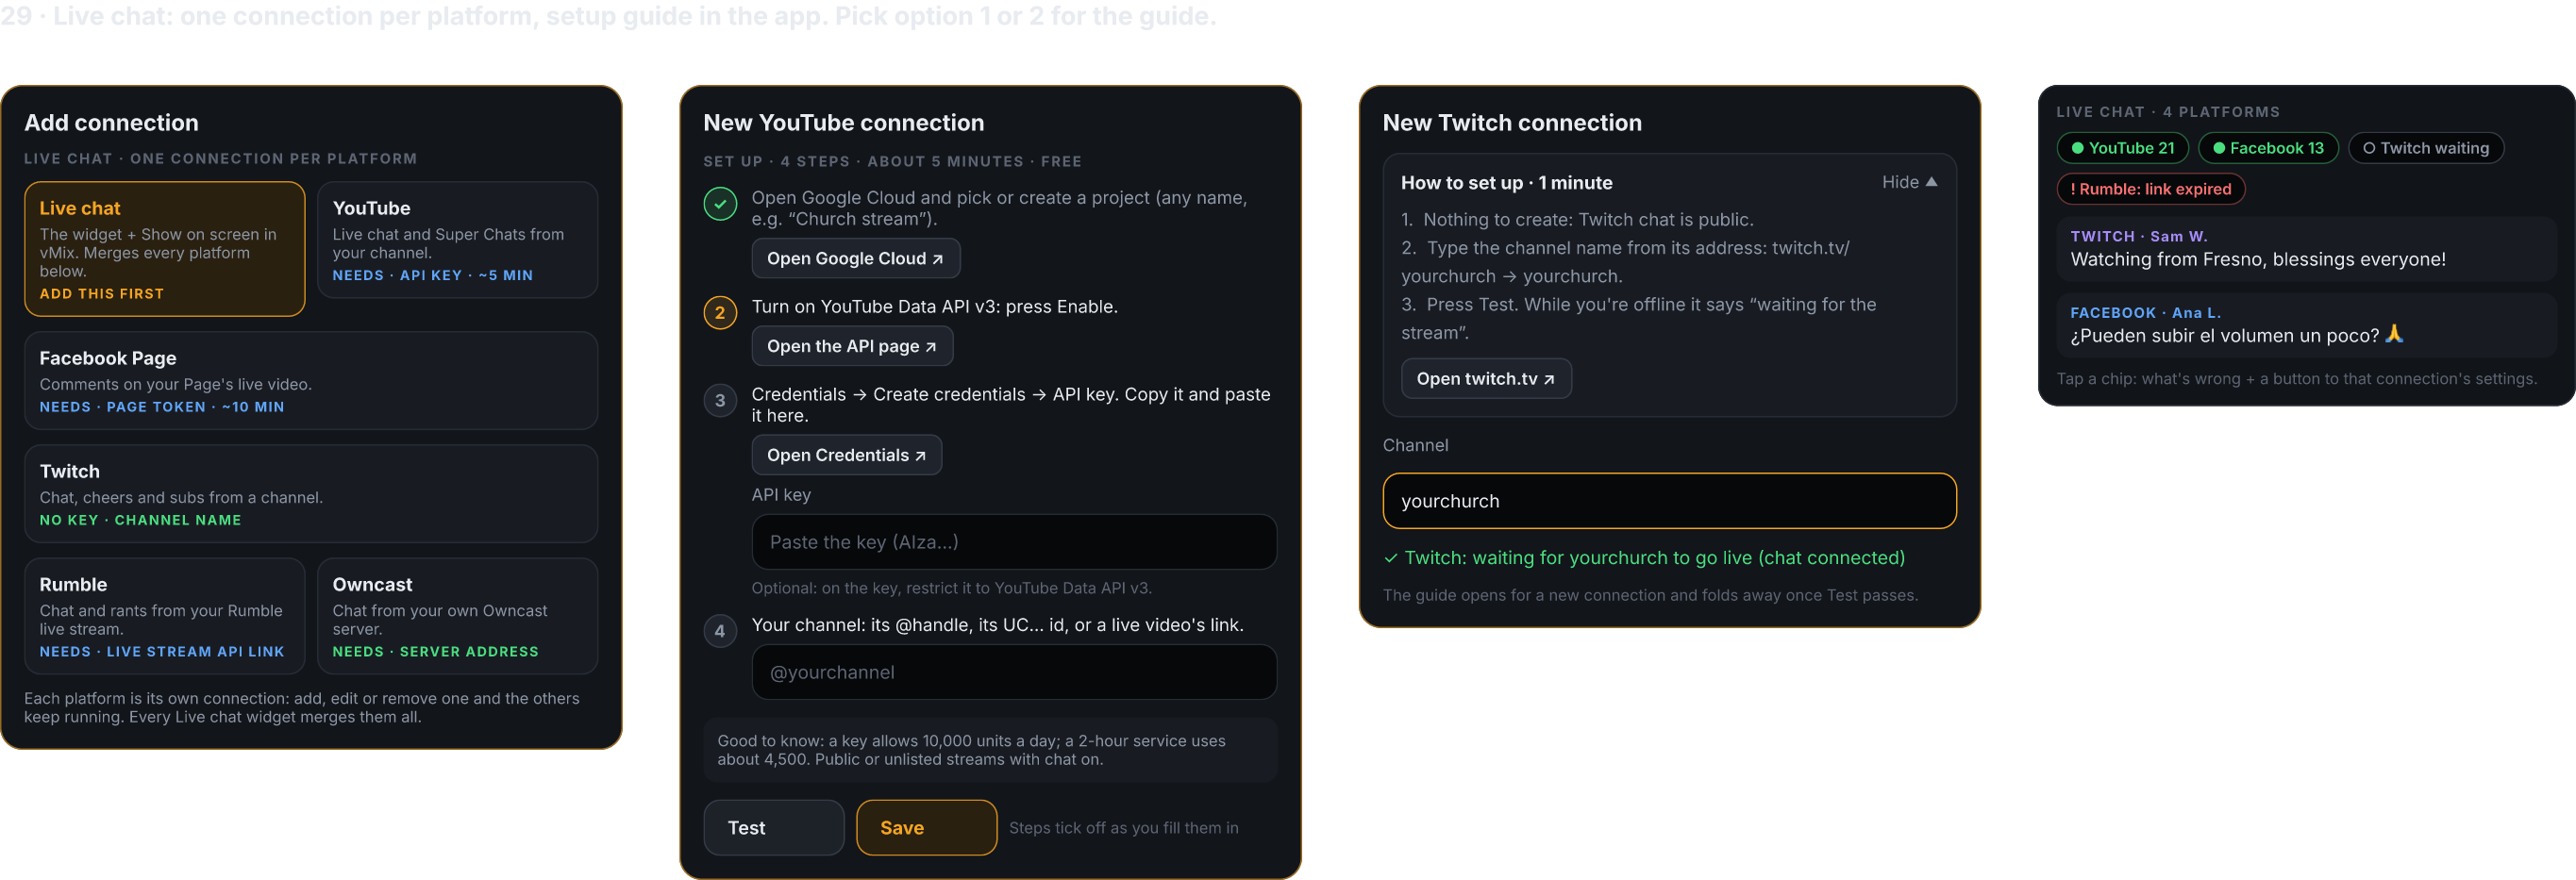 29 · Live chat: one connection per platform, setup guide in the app. Pick option 1 or 2 for the guide.
Add connection
LIVE CHAT · ONE CONNECTION PER PLATFORM
Live chat
The widget + Show on screen in
vMix. Merges every platform
below.
ADD THIS FIRST
YouTube
Live chat and Super Chats from
your channel.
NEEDS · API KEY · ~5 MIN
Facebook Page
Comments on your Page's live video.
NEEDS · PAGE TOKEN · ~10 MIN
Twitch
Chat, cheers and subs from a channel.
NO KEY · CHANNEL NAME
Rumble
Chat and rants from your Rumble
live stream.
NEEDS · LIVE STREAM API LINK
Owncast
Chat from your own Owncast
server.
NEEDS · SERVER ADDRESS
Each platform is its own connection: add, edit or remove one and the others
keep running. Every Live chat widget merges them all.
New YouTube connection
SET UP · 4 STEPS · ABOUT 5 MINUTES · FREE
✓ Open Google Cloud and pick or create a project (any name,
e.g. “Church stream”).
Open Google Cloud ↗
2 Turn on YouTube Data API v3: press Enable.
Open the API page ↗
3 Credentials → Create credentials → API key. Copy it and paste
it here.
Open Credentials ↗
API key
Paste the key (AIza...)
Optional: on the key, restrict it to YouTube Data API v3.
4 Your channel: its @handle, its UC... id, or a live video's link.
@yourchannel
Good to know: a key allows 10,000 units a day; a 2-hour service uses
about 4,500. Public or unlisted streams with chat on.
Test
Save
Steps tick off as you fill them in
New Twitch connection
How to set up · 1 minute
Hide ▲
1. Nothing to create: Twitch chat is public.
2. Type the channel name from its address: twitch.tv/
yourchurch → yourchurch.
3. Press Test. While you're offline it says “waiting for the
stream”.
Open twitch.tv ↗
Channel
yourchurch
✓ Twitch: waiting for yourchurch to go live (chat connected)
The guide opens for a new connection and folds away once Test passes.
LIVE CHAT · 4 PLATFORMS
● YouTube 21
● Facebook 13
○ Twitch waiting
! Rumble: link expired
TWITCH · Sam W.
Watching from Fresno, blessings everyone!
FACEBOOK · Ana L.
¿Pueden subir el volumen un poco? 🙏
Tap a chip: what's wrong + a button to that connection's settings.